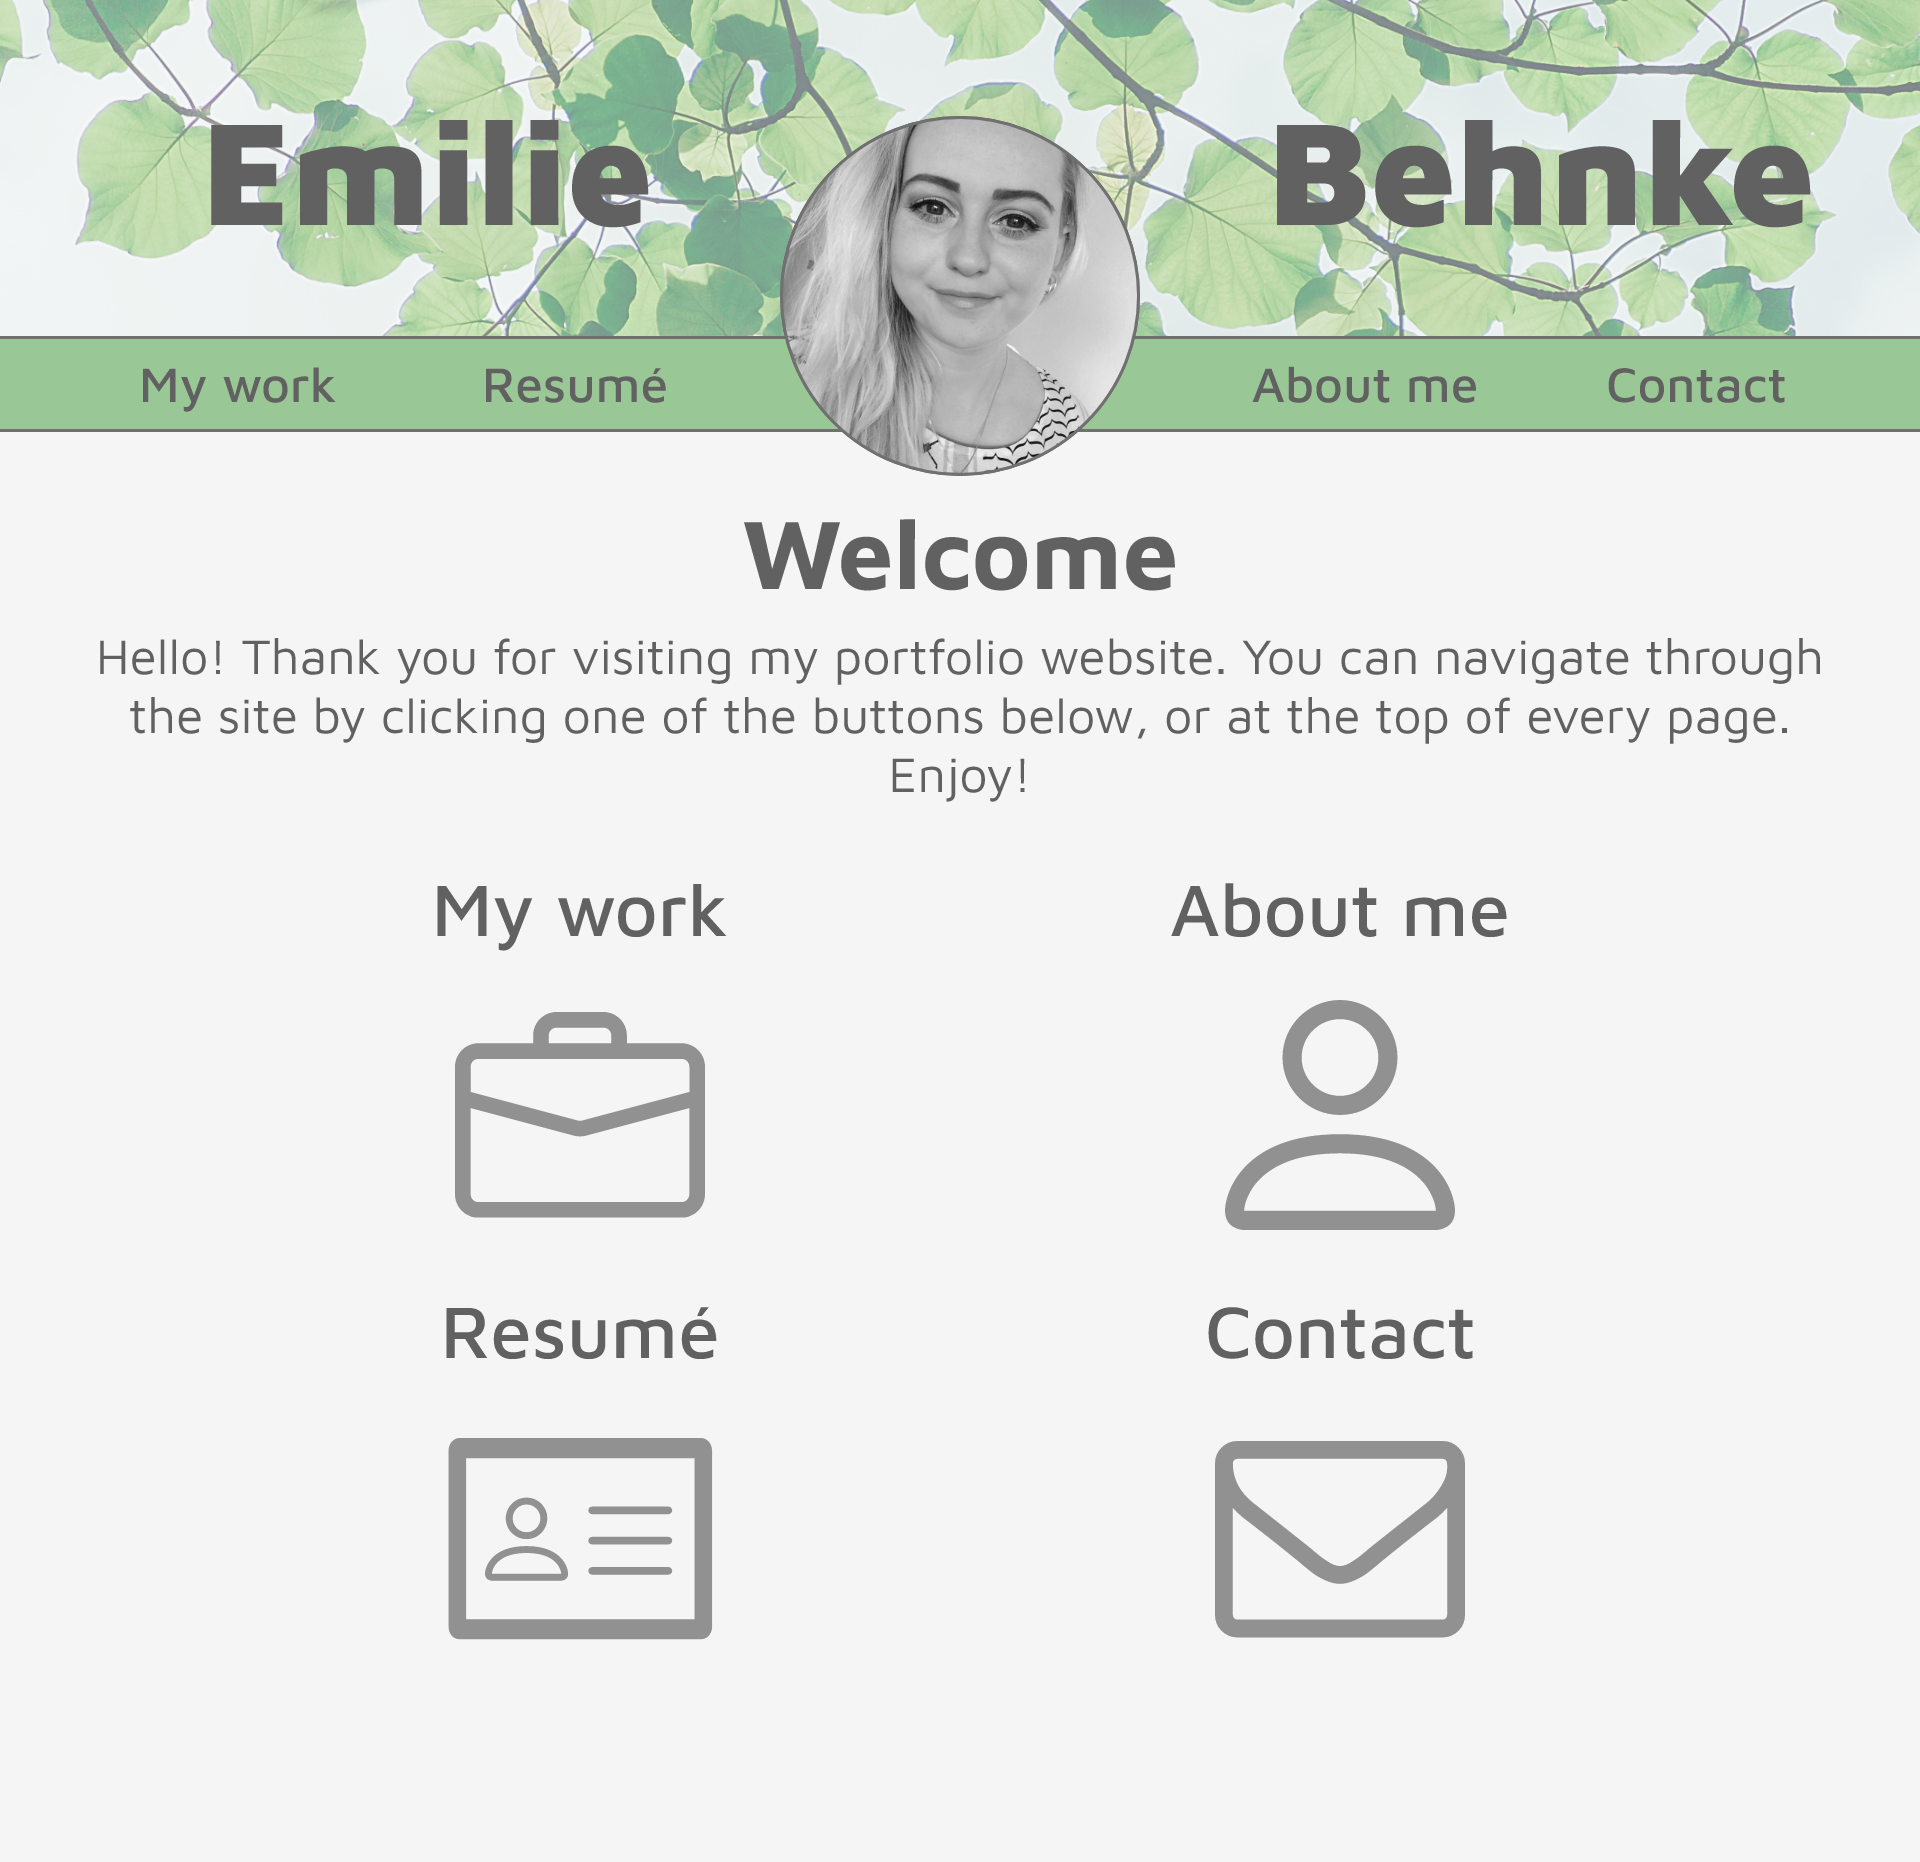 Emilie Behnke
My work Resumé About me Contact
Welcome
Hello! Thank you for visiting my portfolio website. You can navigate through
the site by clicking one of the buttons below, or at the top of every page.
Enjoy!
My work About me
Resumé Contact